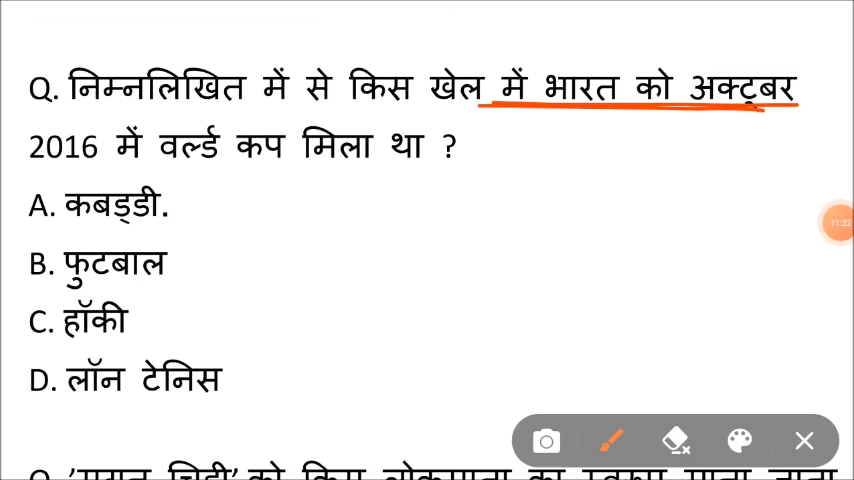 Q. निम्नलिखित में से किस खेल में भारत को अक्टूबर
2016 में वर्ल्ड कप मिला था ?
A. कबड्डी.
11:22
B. फुटबाल
C. हॉकी
D. लॉन टेनिस